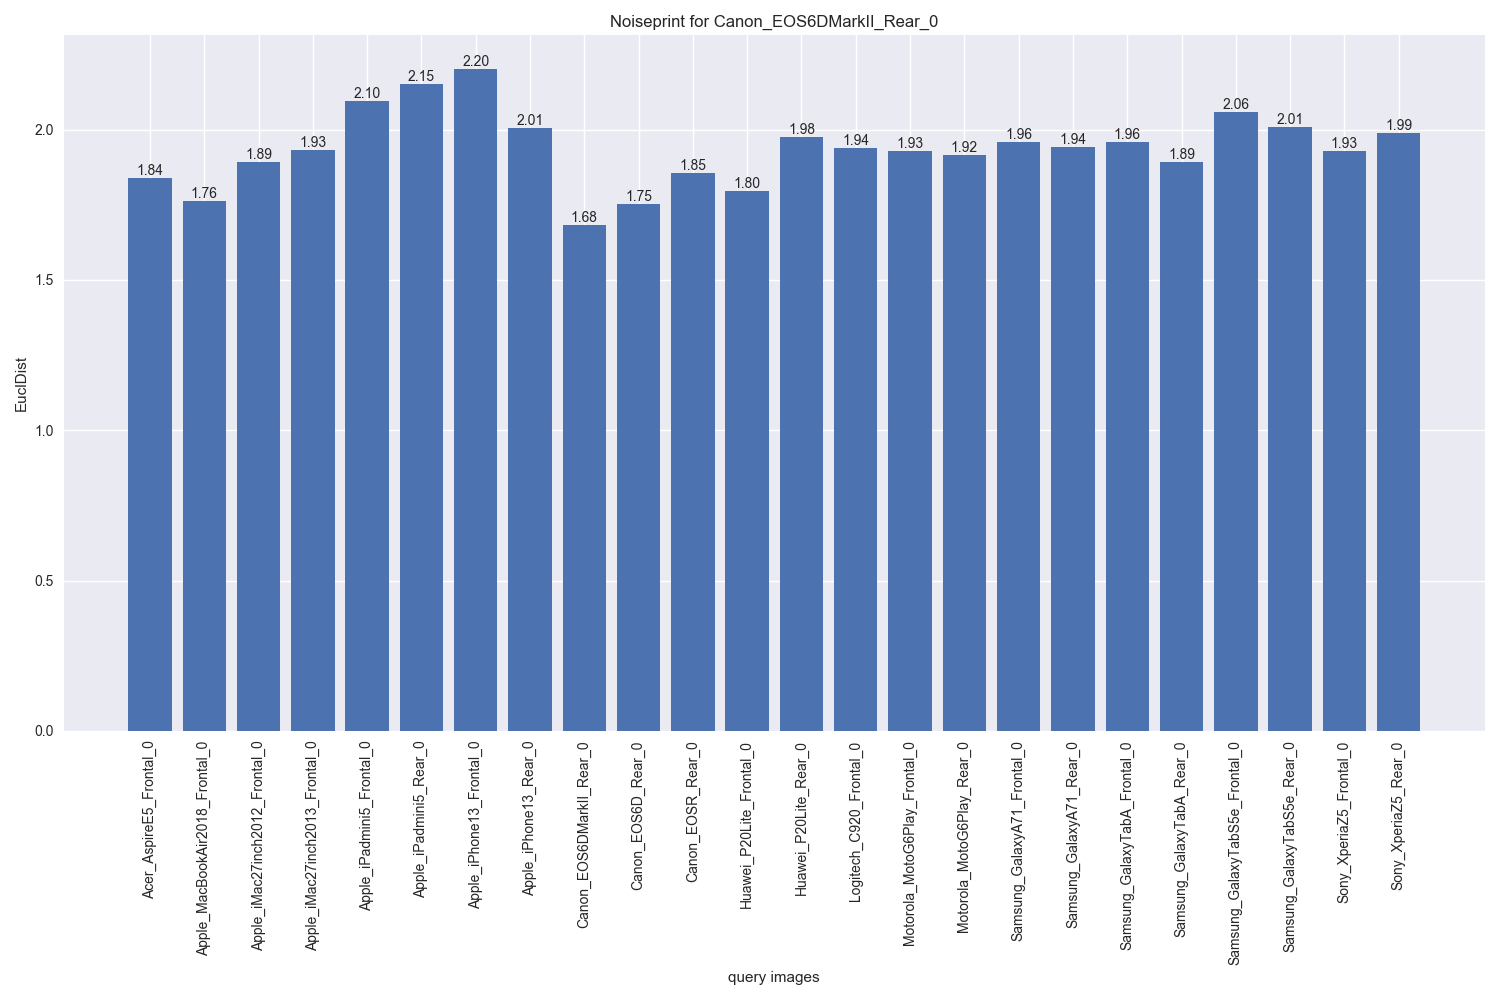 Noiseprint for Canon_EOS6DMarkII_Rear_0
EuclDist
2.0
1.5
1.0
0.5
0.0
1.84
1.76
1.89
1.93
2.10
2.15
2.20
2.01
1.68
1.75
1.85
1.80
1.98
1.94
1.93
1.92
1.96
1.94
1.96
1.89
2.06
2.01
1.93
1.99
Acer_AspireE5_Frontal_0
Apple_MacBookAir2018_Frontal_0
Apple_iMac27inch2012_Frontal_0
Apple_iMac27inch2013_Frontal_0
Apple_iPadmini5_Frontal_0
Apple_iPadmini5_Rear_0
Apple_iPhone13_Frontal_0
Apple_iPhone13_Rear_0
Canon_EOS6DMarkII_Rear_0
Canon_EOS6D_Rear_0
Canon_EOSR_Rear_0
Huawei_P20Lite_Frontal_0
Huawei_P20Lite_Rear_0
Logitech_C920_Frontal_0
Motorola_MotoG6Play_Frontal_0
Motorola_MotoG6Play_Rear_0
Samsung_GalaxyA71_Frontal_0
Samsung_GalaxyA71_Rear_0
Samsung_GalaxyTabA_Frontal_0
Samsung_GalaxyTabA_Rear_0
Samsung_GalaxyTabS5e_Frontal_0
Samsung_GalaxyTabS5e_Rear_0
Sony_XperiaZ5_Frontal_0
Sony_XperiaZ5_Rear_0
query images